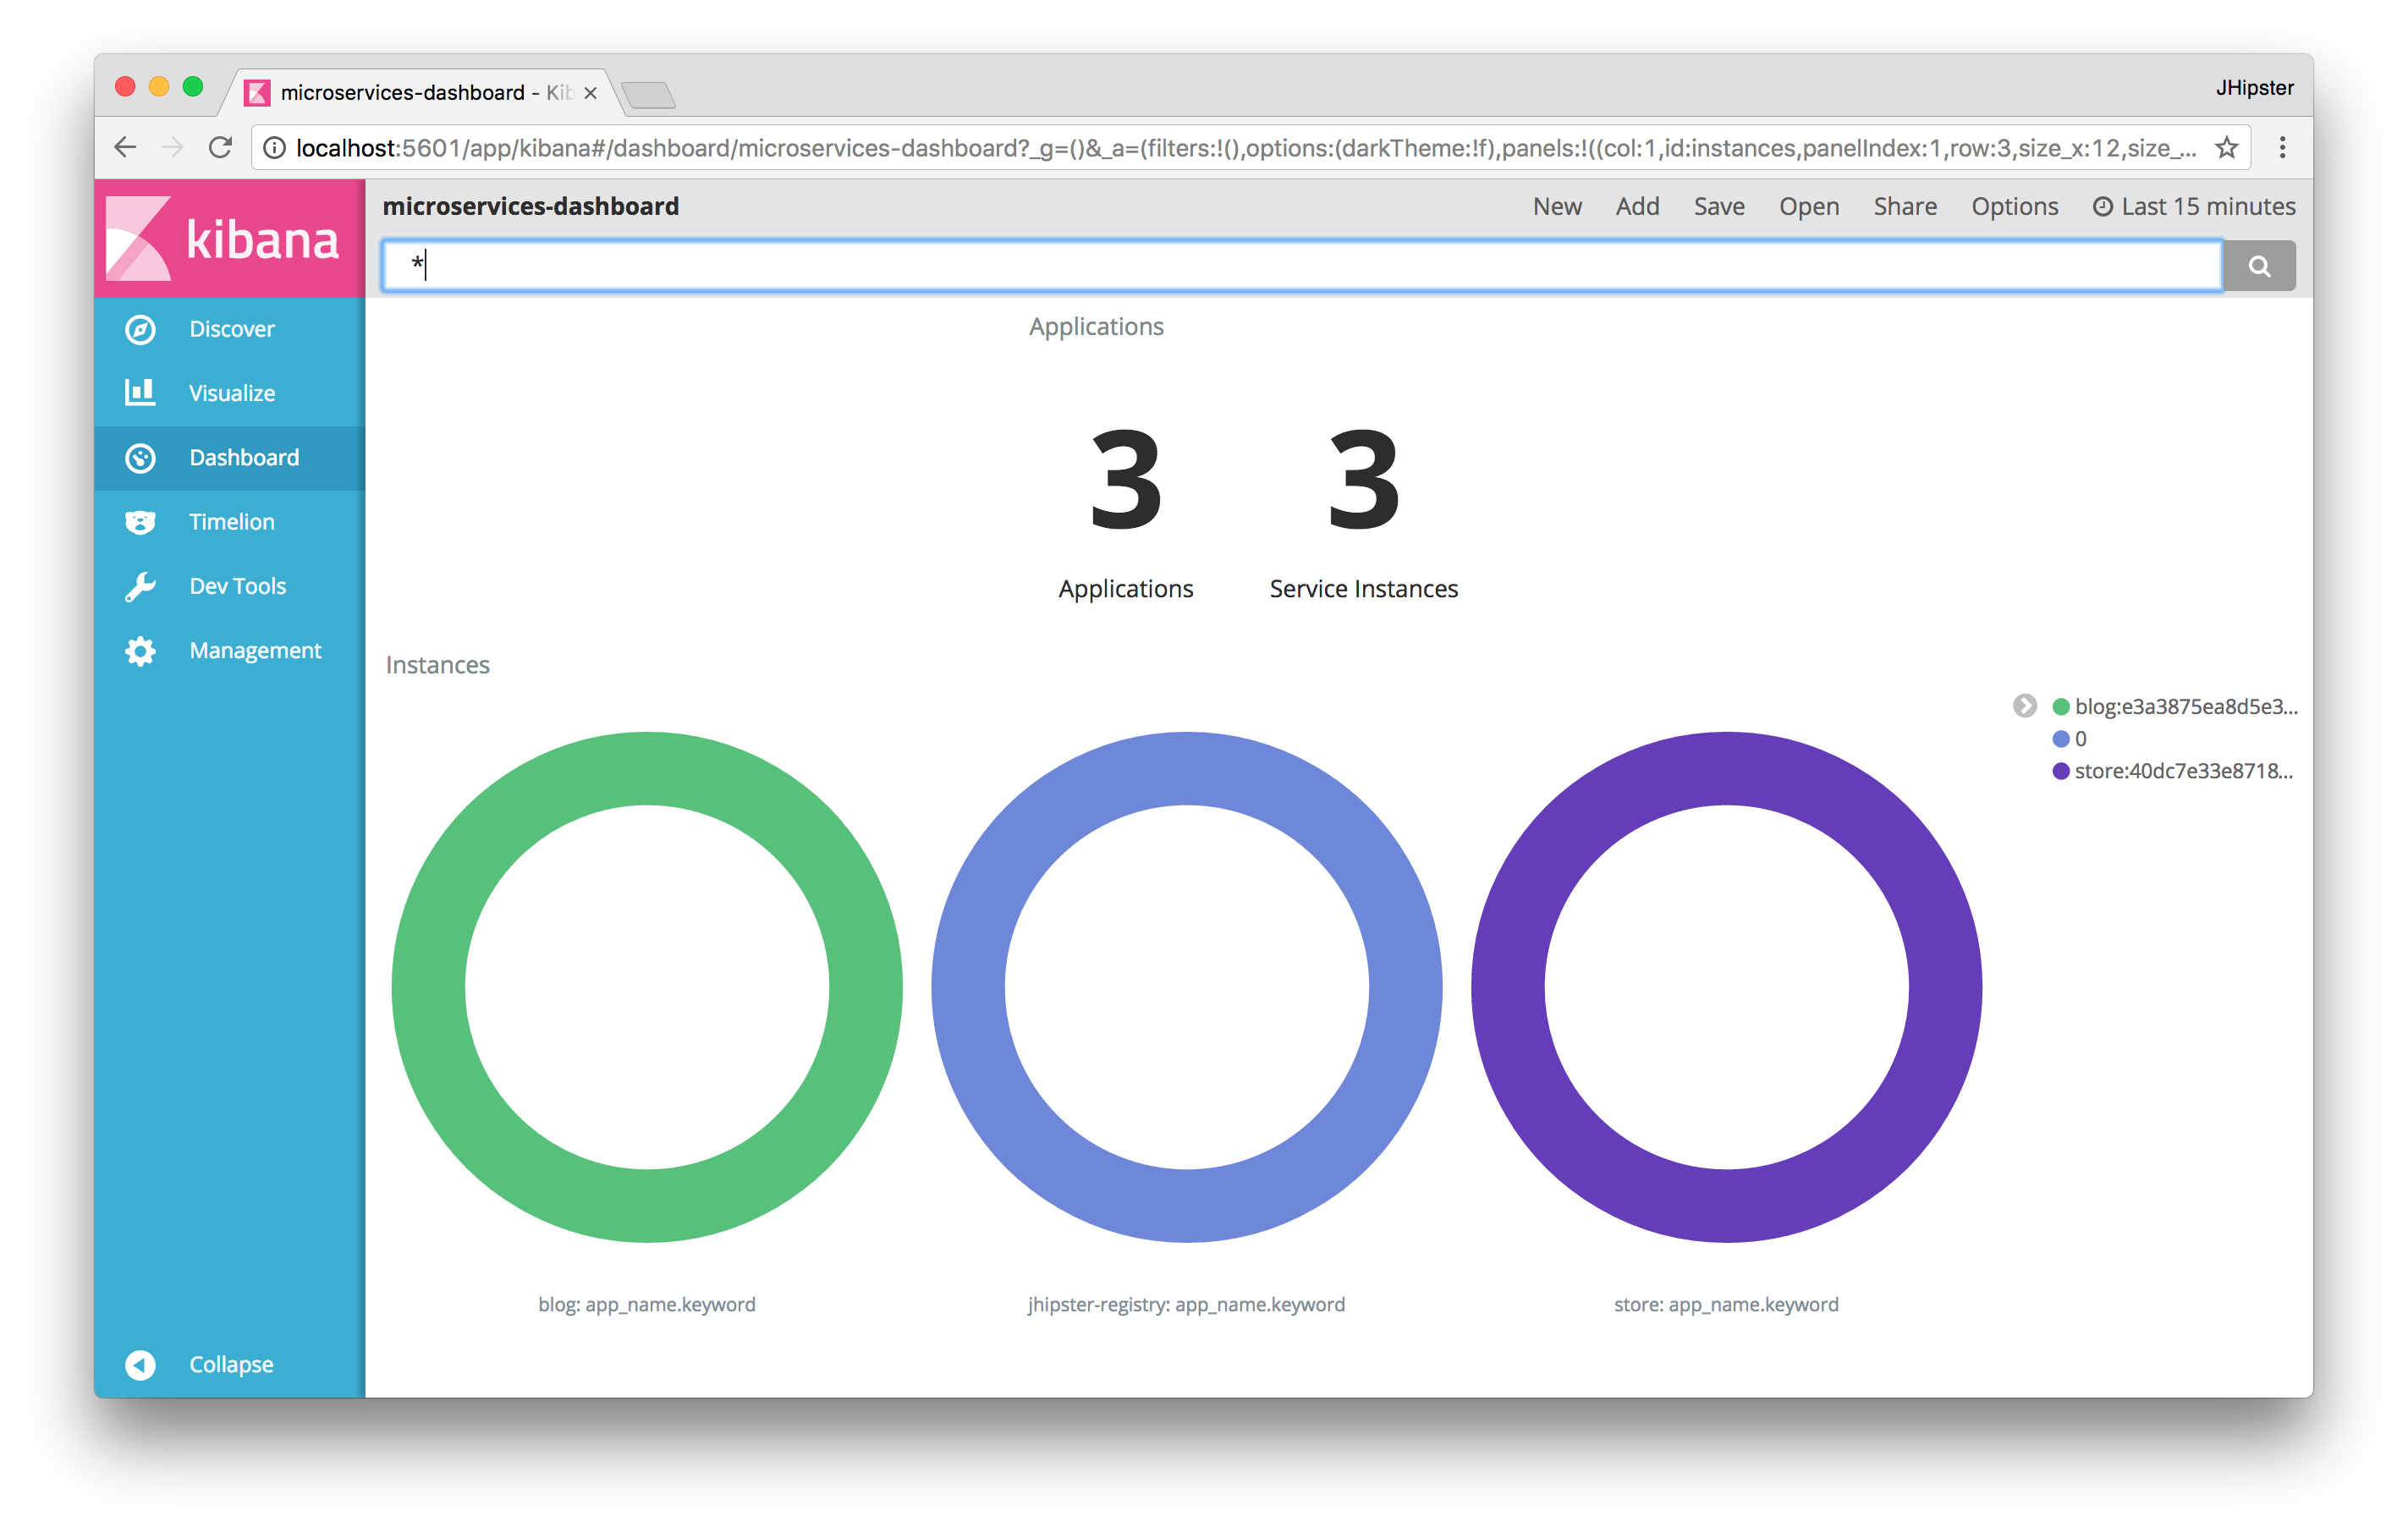 microservices-dashboard - Kib
JHipster
localhost:5601/app/kibana#/dashboard/microservices-dashboard?_g=()&_a=(filters:!(),options:(darkTheme:!f),panels:!((col:1,id:instances,panelIndex:1,row:3,size_x:12,size_...
kibana
microservices-dashboard
New Add Save Open Share Options Last 15 minutes
*
Discover
Visualize
Dashboard
Timelion
Dev Tools
Management
Collapse
Applications
3 3
Applications Service Instances
Instances
blog:e3a3875ea8d5e3...
0
store:40dc7e33e8718...
blog: app_name.keyword
jhipster-registry: app_name.keyword
store: app_name.keyword